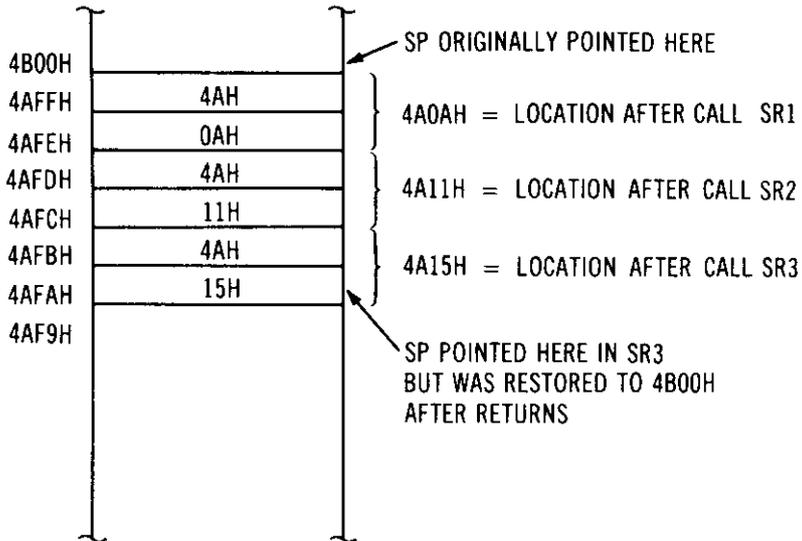 SP ORIGINALLY POINTED HERE
4B00H
4AFFH 4AH
4AFEH 0AH
4A0AH = LOCATION AFTER CALL SR1
4AFDH 4AH
4AFCH 11H
4A11H = LOCATION AFTER CALL SR2
4AFBH 4AH
4AFAH 15H
4A15H = LOCATION AFTER CALL SR3
4AF9H
SP POINTED HERE IN SR3
BUT WAS RESTORED TO 4B00H
AFTER RETURNS